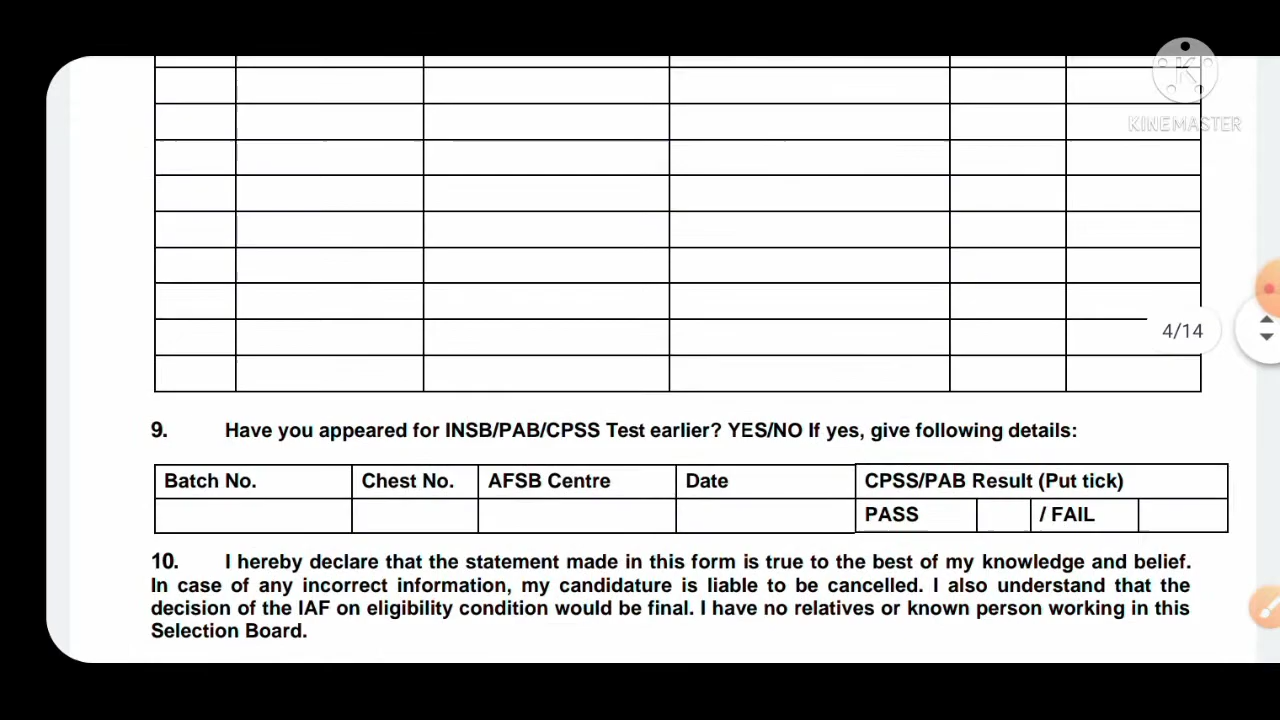 KINEMASTER
4/14
9. Have you appeared for INSB/PAB/CPSS Test earlier? YES/NO If yes, give following details:
Batch No. Chest No. AFSB Centre Date CPSS/PAB Result (Put tick)
PASS / FAIL
10. I hereby declare that the statement made in this form is true to the best of my knowledge and belief.
In case of any incorrect information, my candidature is liable to be cancelled. I also understand that the
decision of the IAF on eligibility condition would be final. I have no relatives or known person working in this
Selection Board.